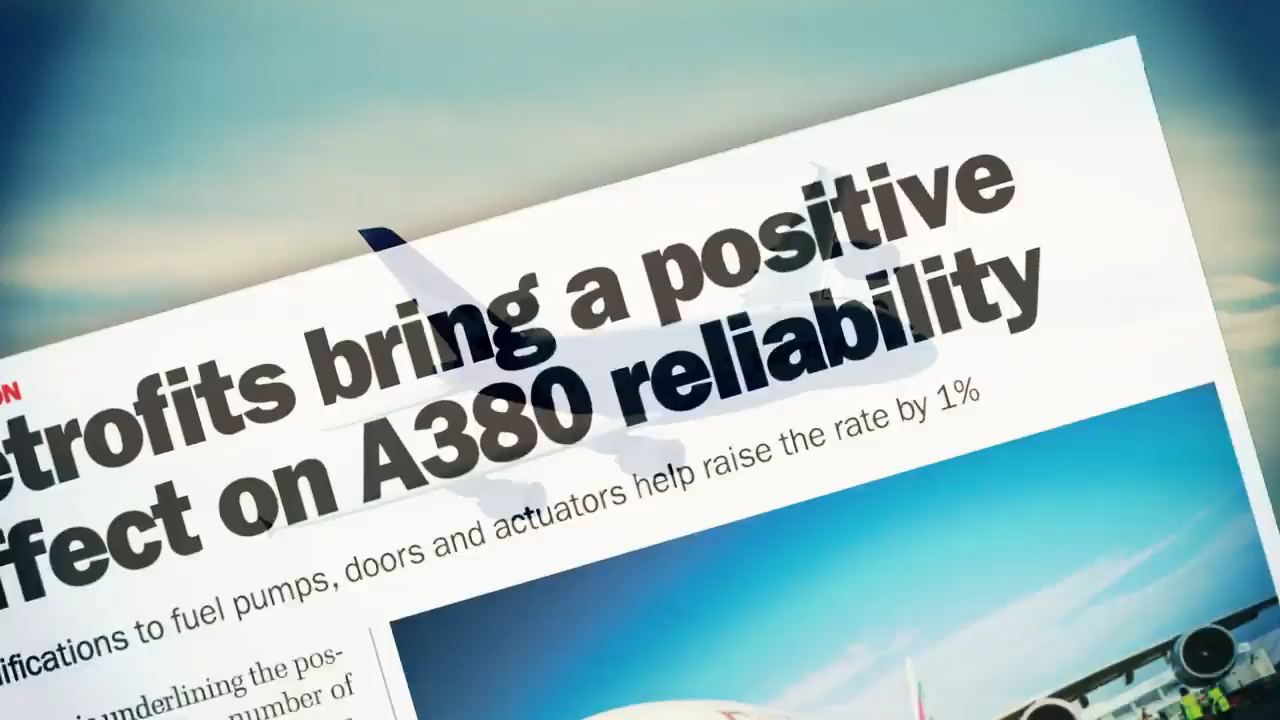 ON
etrofits bring a positive
ffect on A380 reliability
ifications to fuel pumps, doors and actuators help raise the rate by 1%
underlining the pos-
number of